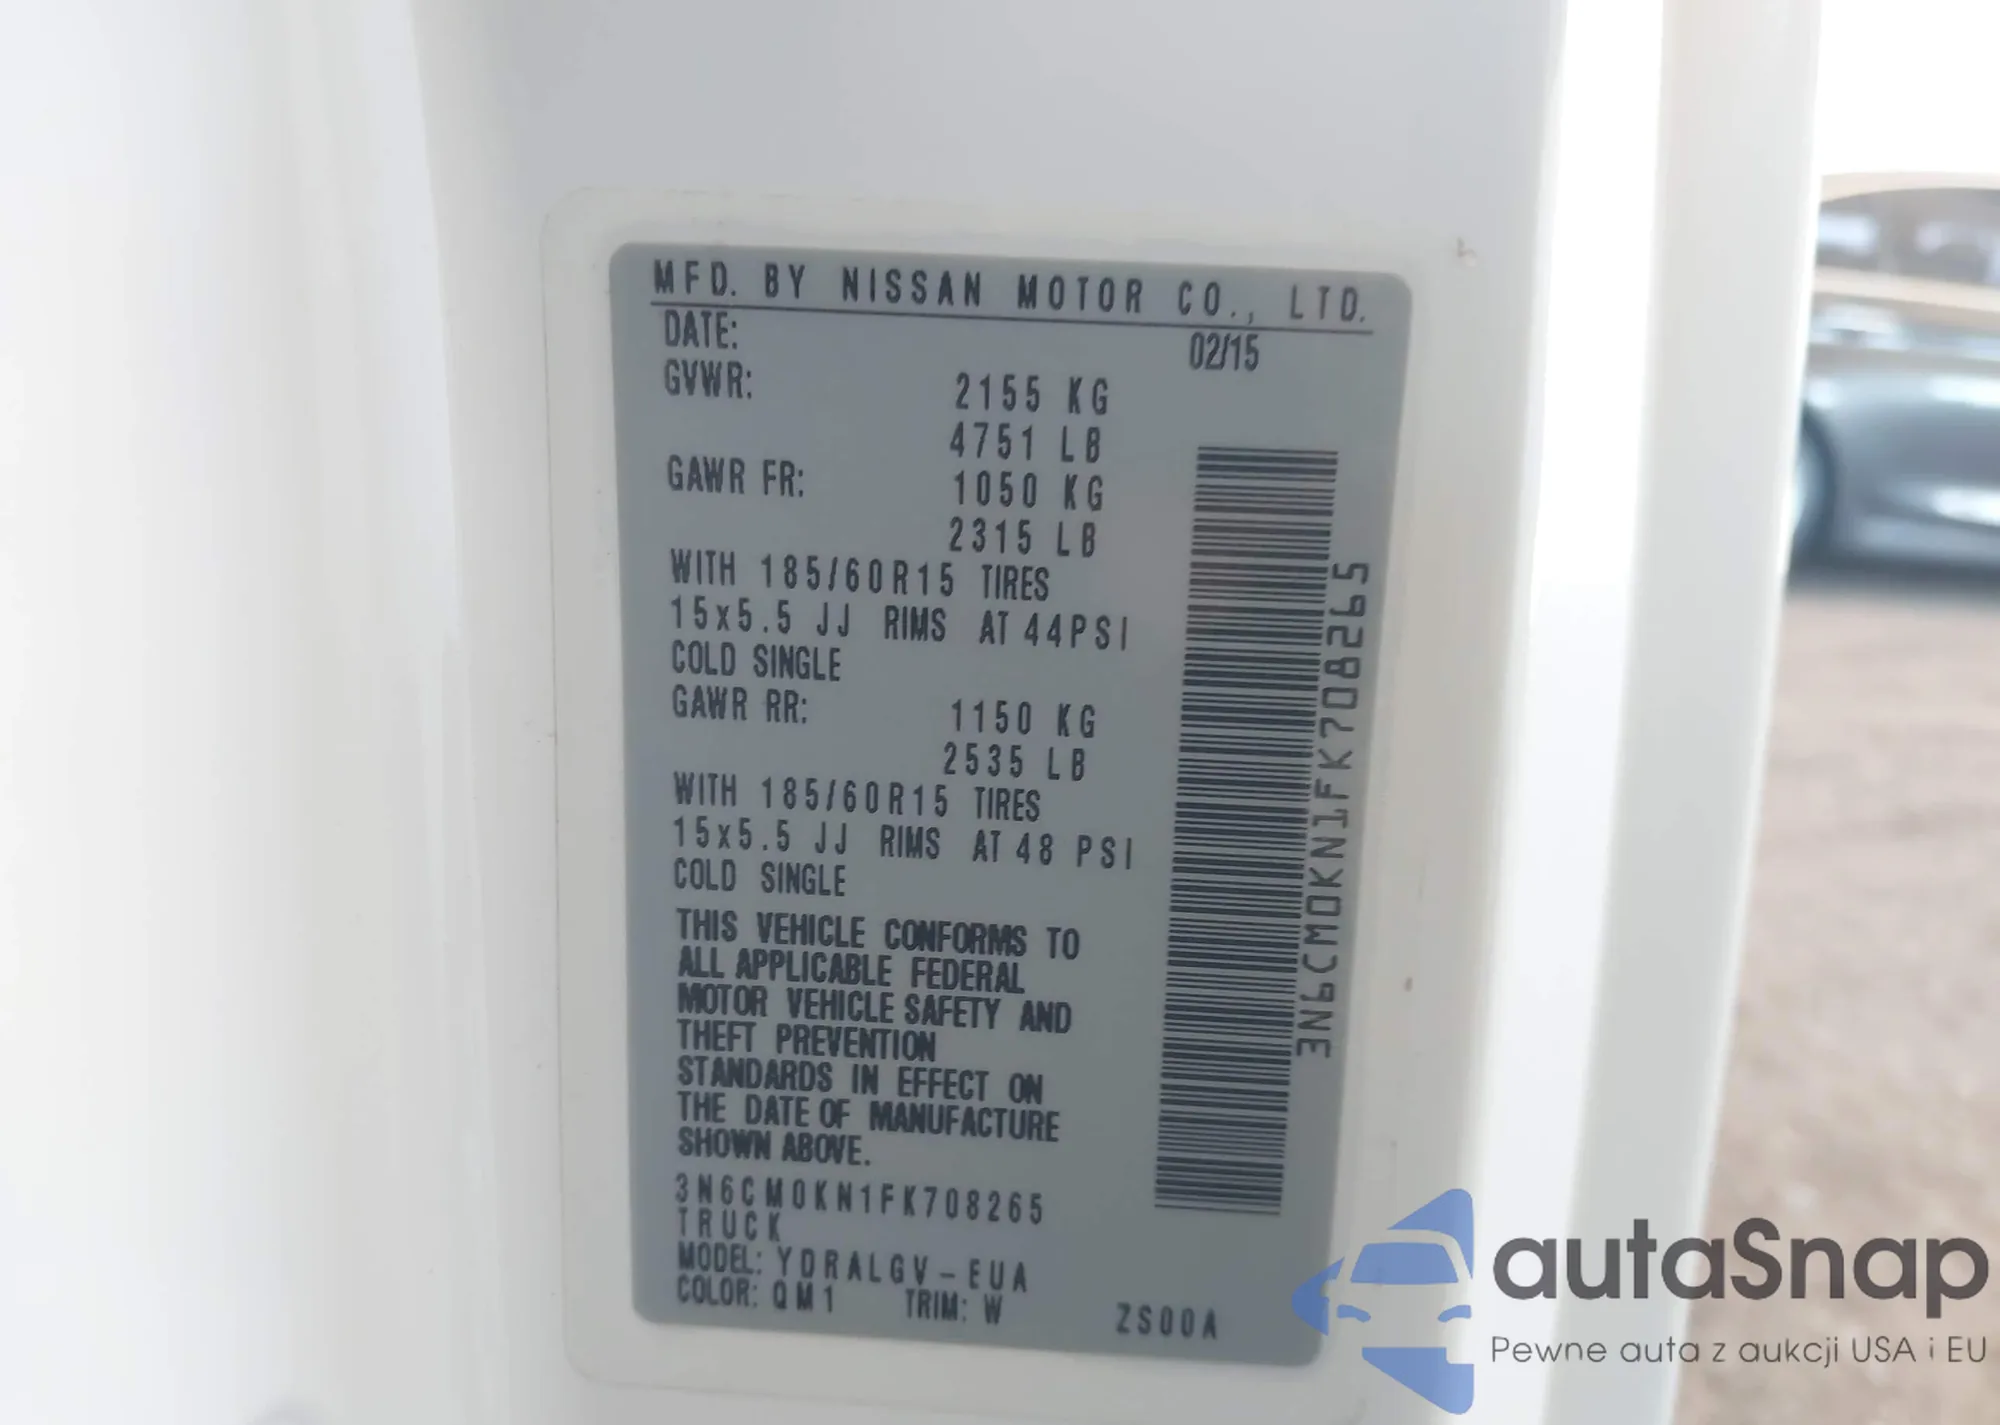 MFD. BY NISSAN MOTOR CO., LTD.
DATE: 02/15
GVWR: 2155 KG
4751 LB
GAWR FR: 1050 KG
2315 LB
WITH 185/60R15 TIRES
15x5.5 JJ RIMS AT 44PSI
COLD SINGLE
GAWR RR: 1150 KG
2535 LB
WITH 185/60R15 TIRES
15x5.5 JJ RIMS AT 48 PSI
COLD SINGLE
THIS VEHICLE CONFORMS TO
ALL APPLICABLE FEDERAL
MOTOR VEHICLE SAFETY AND
THEFT PREVENTION
STANDARDS IN EFFECT ON
THE DATE OF MANUFACTURE
SHOWN ABOVE.
3N6CM0KN1FK708265
TRUCK
MODEL: YDRALGV-EUA
COLOR: QM1 TRIM: W ZS00A
3N6CM0KN1FK708265
autaSnap
Pewne auta z aukcji USA i EU